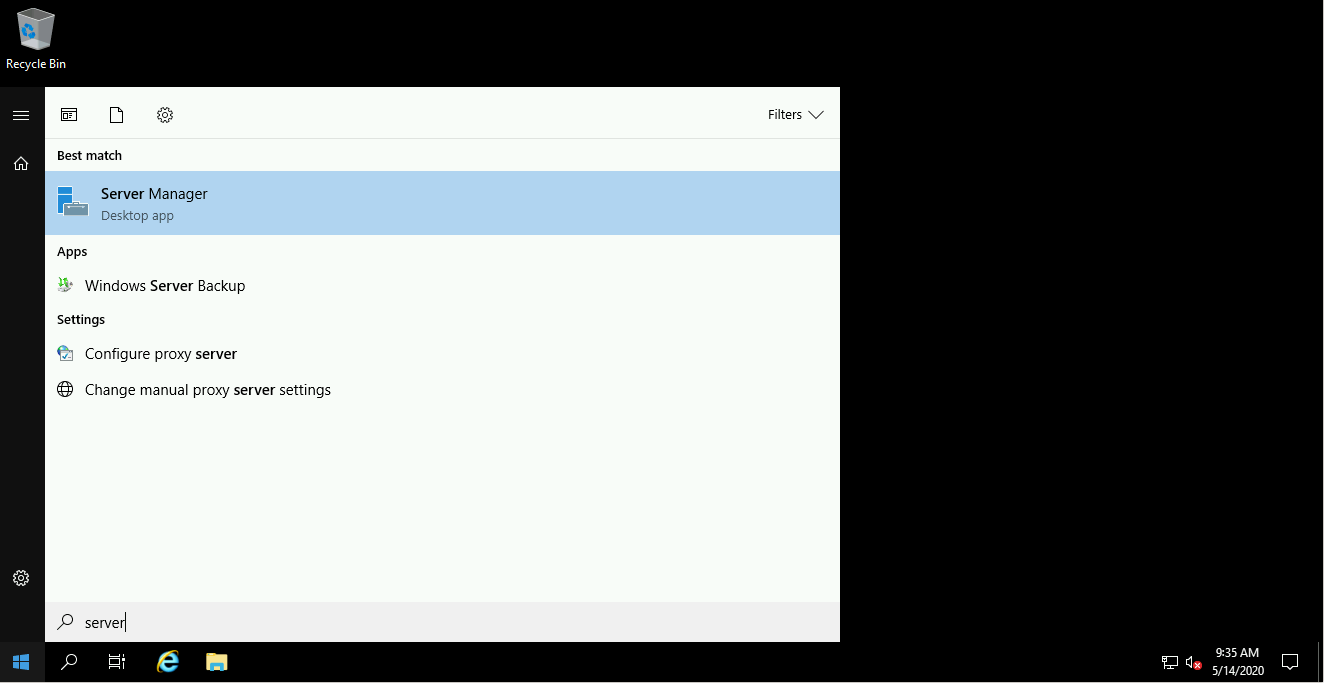 Recycle Bin
Filters
Best match
Server Manager
Desktop app
Apps
Windows Server Backup
Settings
Configure proxy server
Change manual proxy server settings
server
9:35 AM
5/14/2020